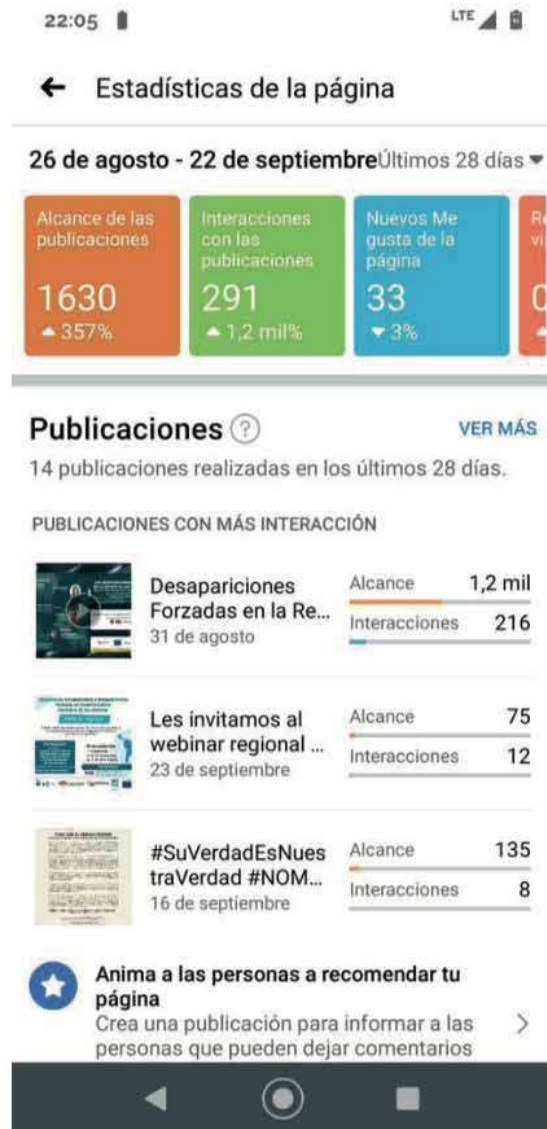 22:05
LTE
Estadísticas de la página
26 de agosto - 22 de septiembre Últimos 28 días
Alcance de las
publicaciones
1630
357%
Interacciones
con las
publicaciones
291
1,2 mil%
Nuevos Me
gusta de la
página
33
3%
Re
vi
0
Publicaciones
VER MÁS
14 publicaciones realizadas en los últimos 28 días.
PUBLICACIONES CON MÁS INTERACCIÓN
Desapariciones
Forzadas en la Re...
31 de agosto
Alcance 1,2 mil
Interacciones 216
Les invitamos al
webinar regional ...
23 de septiembre
Alcance 75
Interacciones 12
#SuVerdadEsNues
traVerdad #NOM...
16 de septiembre
Alcance 135
Interacciones 8
Anima a las personas a recomendar tu
página
Crea una publicación para informar a las
personas que pueden dejar comentarios